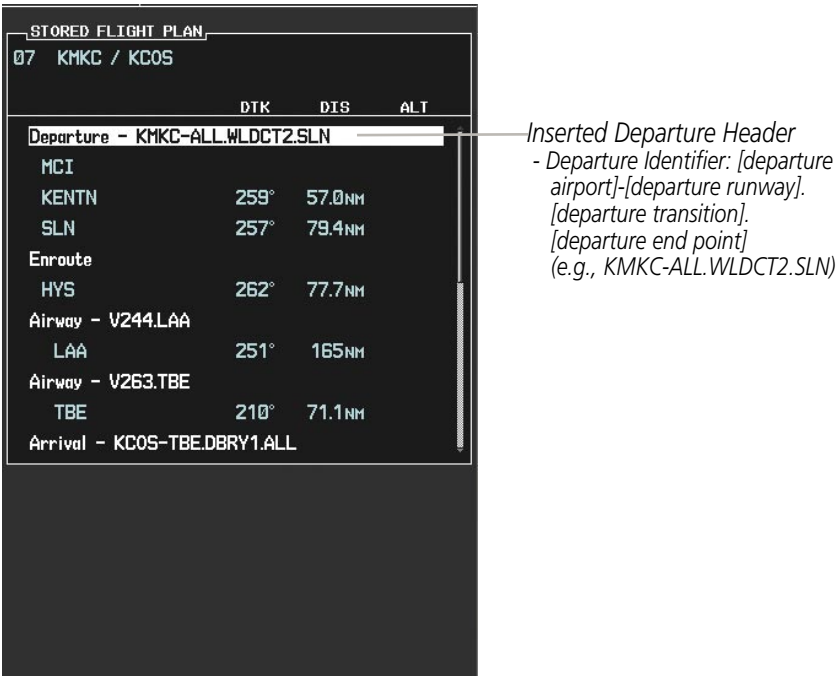 STORED FLIGHT PLAN
07 KMKC / KCOS
DTK DIS ALT
Departure - KMKC-ALL.WLDCT2.SLN
MCI
KENTN 259° 57.0NM
SLN 257° 79.4NM
Enroute
HYS 262° 77.7NM
Airway - V244.LAA
LAA 251° 165NM
Airway - V263.TBE
TBE 210° 71.1NM
Arrival - KCOS-TBE.DBRY1.ALL
Inserted Departure Header
- Departure Identifier: [departure
airport]-[departure runway].
[departure transition].
[departure end point]
(e.g., KMKC-ALL.WLDCT2.SLN)